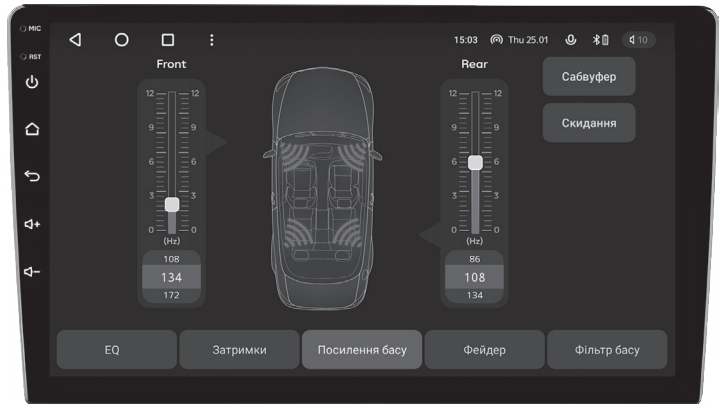 MIC
RST
15:03 Thu 25.01 10
Front
Rear
Сабвуфер
Скидання
12 12
9 9
6 6
3 3
0 0
(Hz)
108
134
172
12 12
9 9
6 6
3 3
0 0
(Hz)
86
108
134
EQ
Затримки
Посилення басу
Фейдер
Фільтр басу